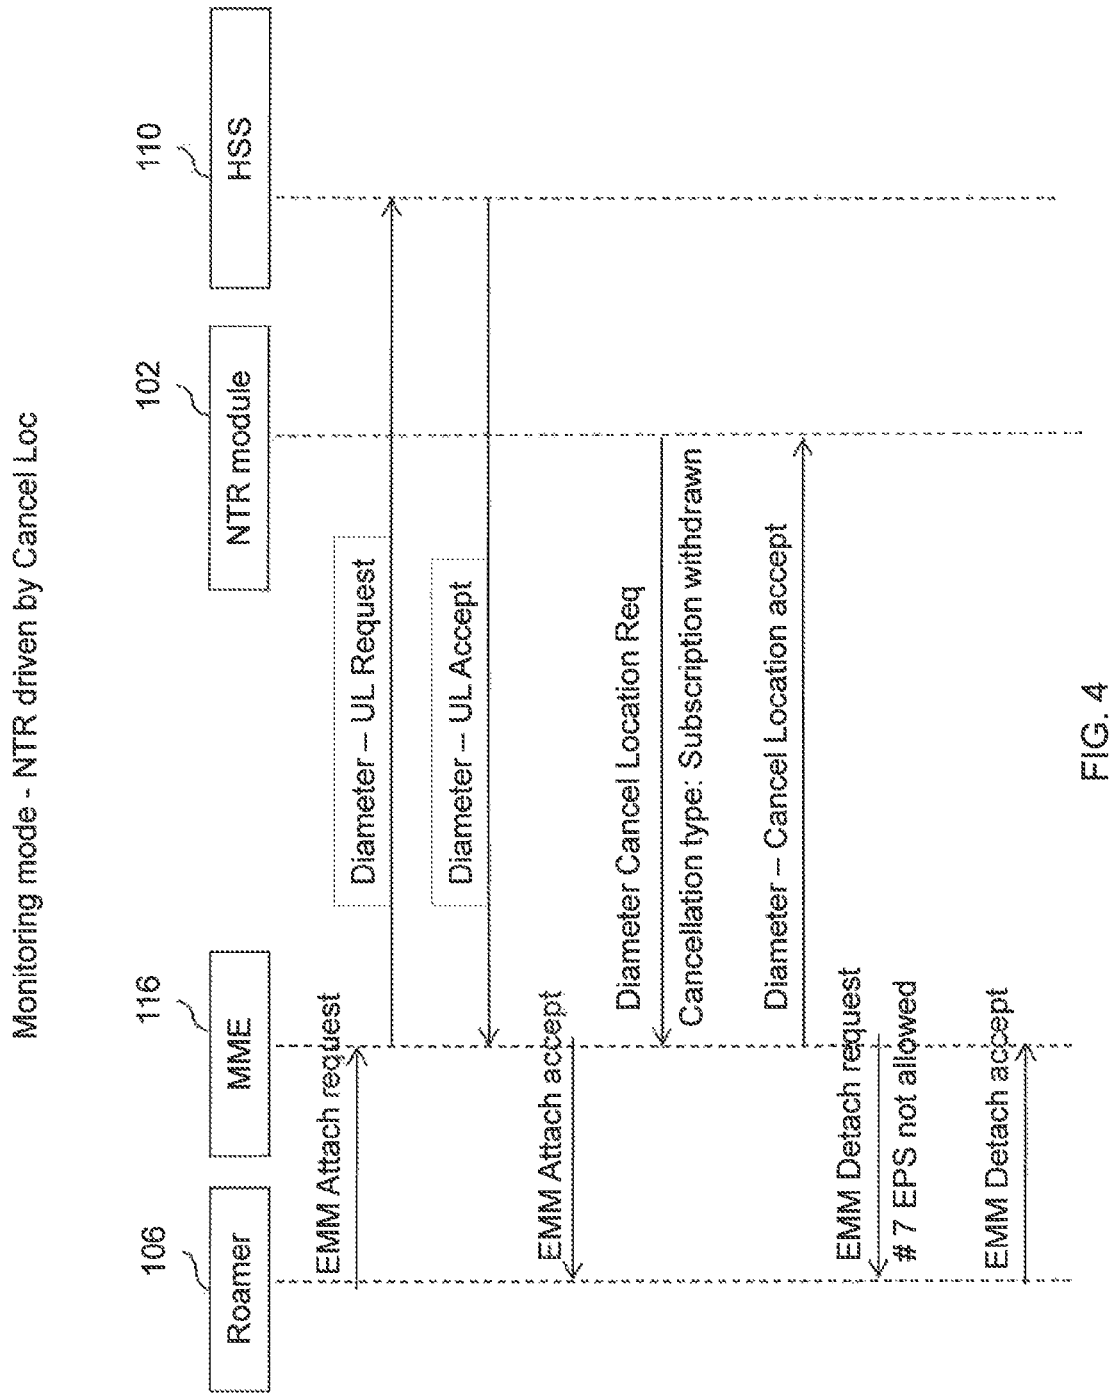 Monitoring mode - NTR driven by Cancel Loc
106
116
102
110
Roamer
MME
NTR module
HSS
EMM Attach request
Diameter – UL Request
Diameter – UL Accept
EMM Attach accept
Diameter Cancel Location Req
Cancellation type: Subscription withdrawn
Diameter – Cancel Location accept
EMM Detach request
# 7 EPS not allowed
EMM Detach accept
FIG. 4